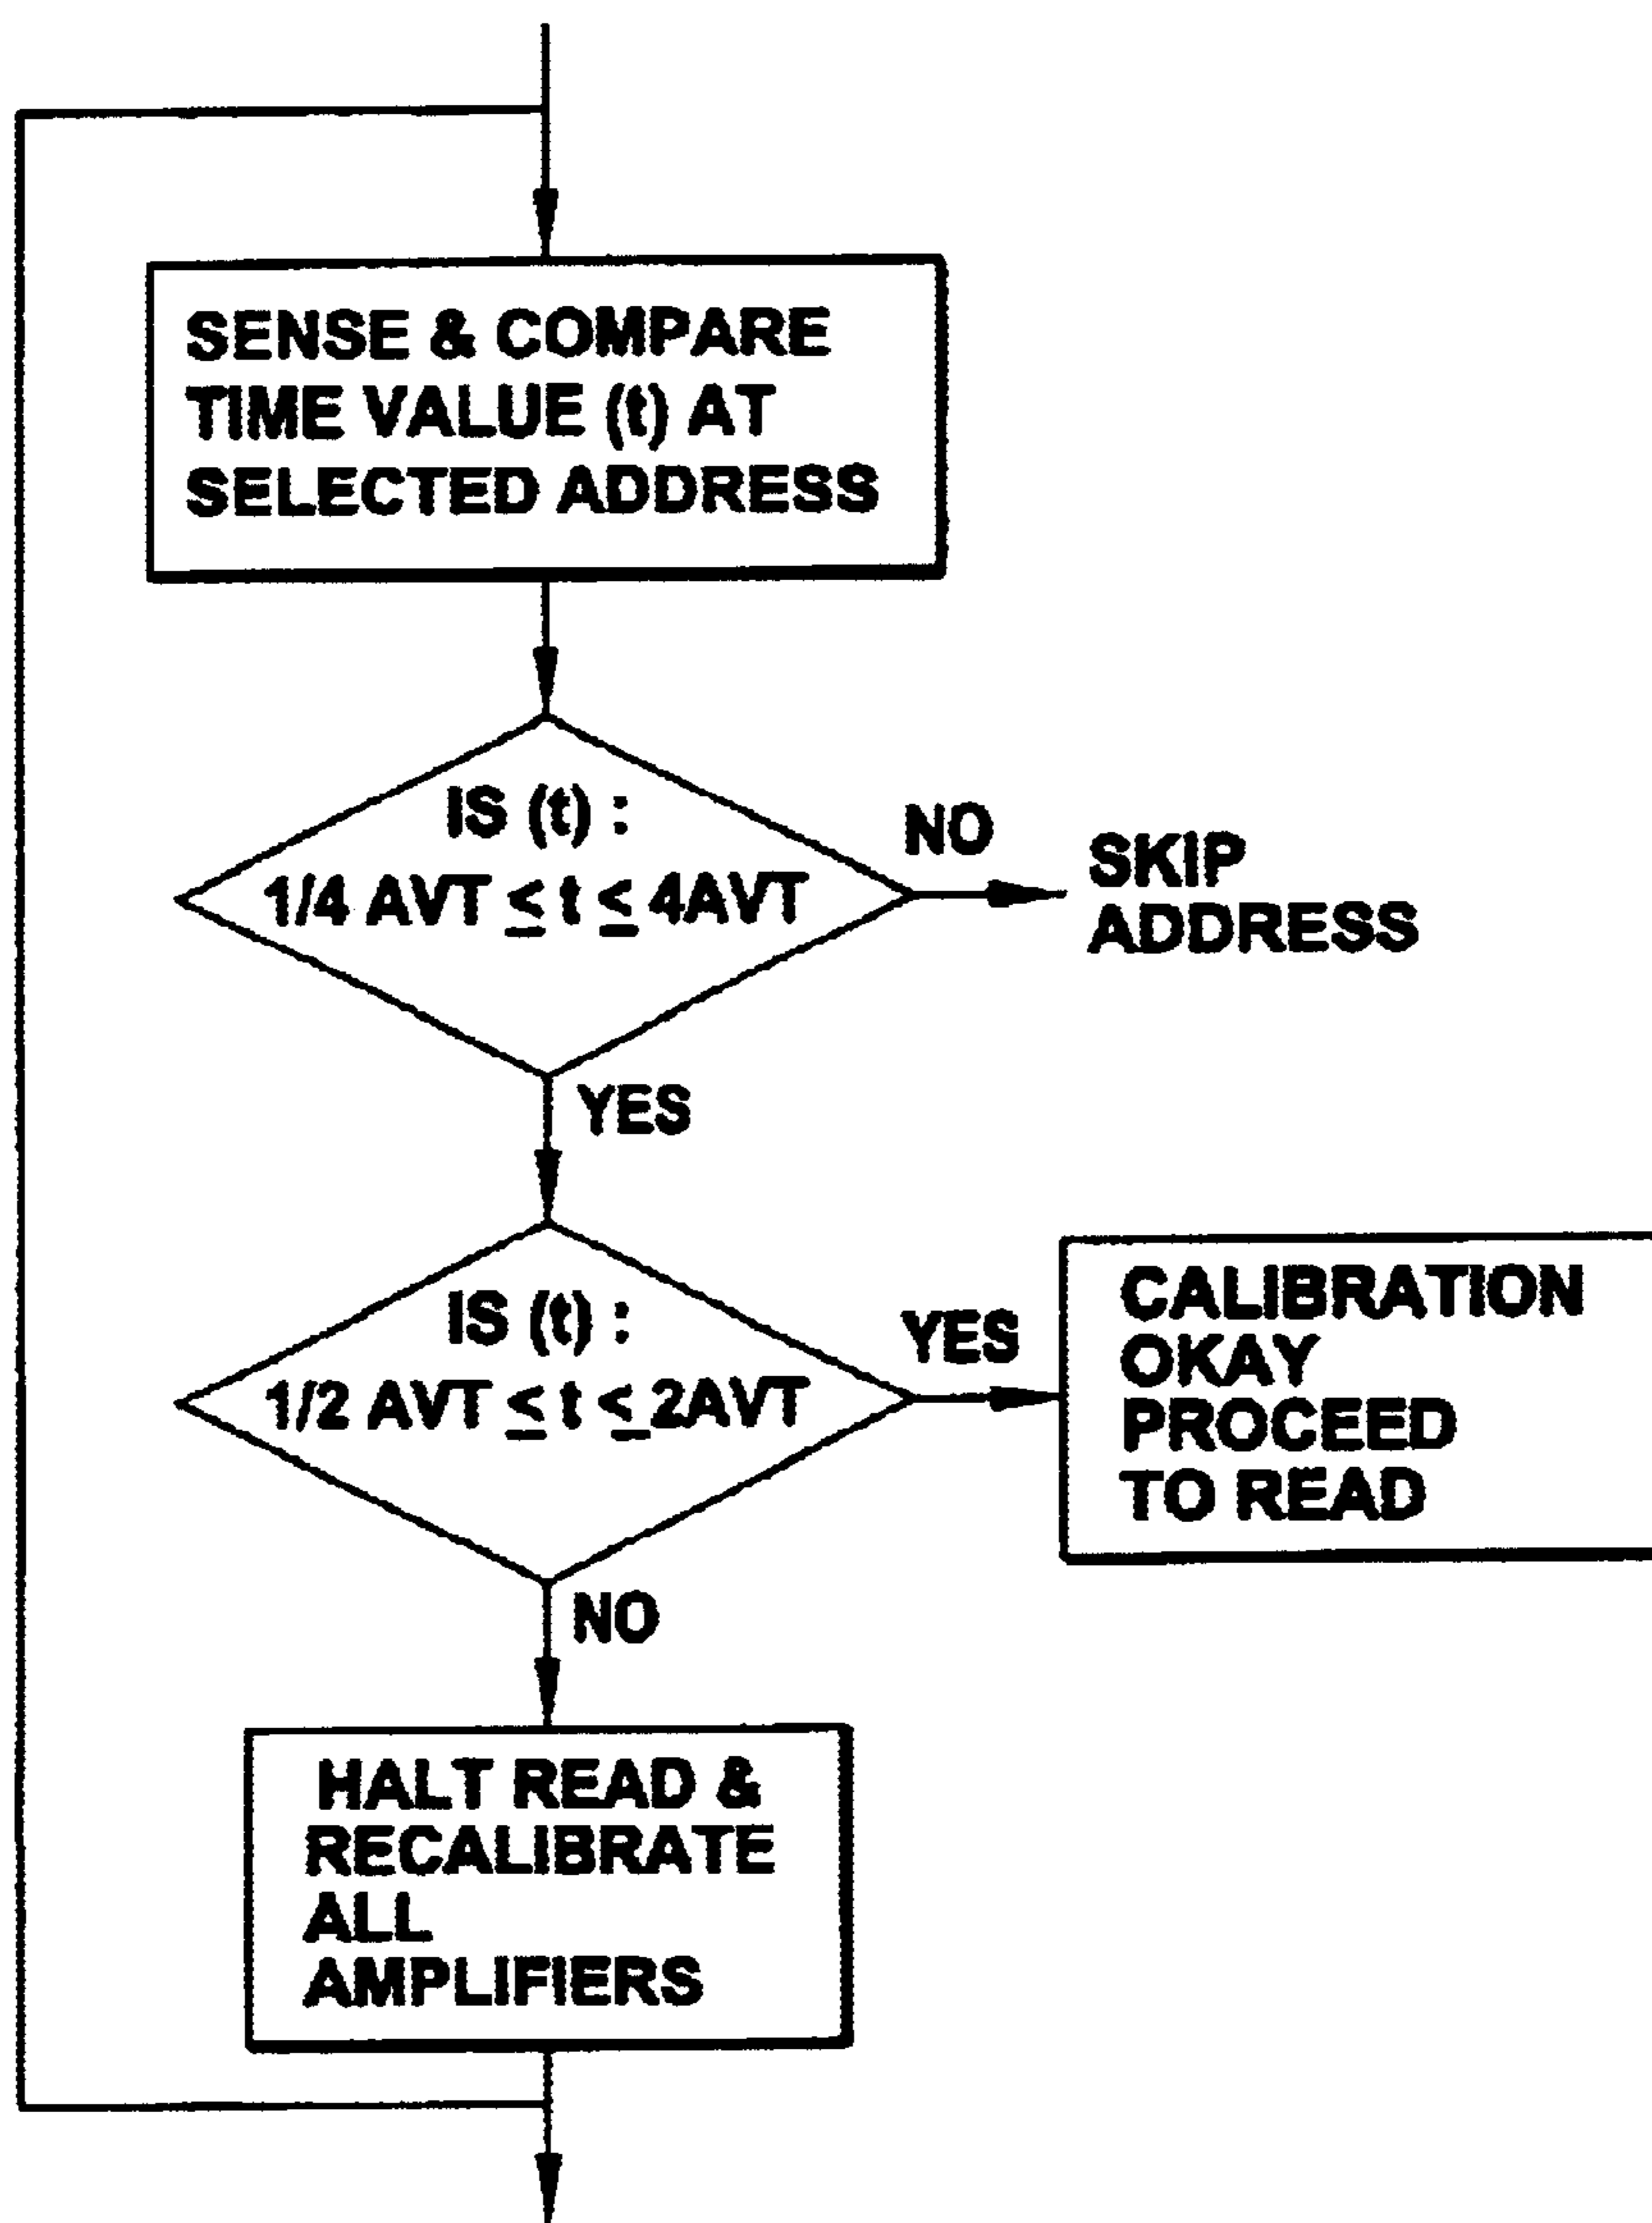 SENSE & COMPARE
TIME VALUE (t) AT
SELECTED ADDRESS
IS (t) :
1/4 AVT ≤ t ≤ 4AVT
NO
SKIP
ADDRESS
YES
IS (t) :
1/2 AVT ≤ t ≤ 2AVT
YES
CALIBRATION
OKAY
PROCEED
TO READ
NO
HALT READ &
RECALIBRATE
ALL
AMPLIFIERS